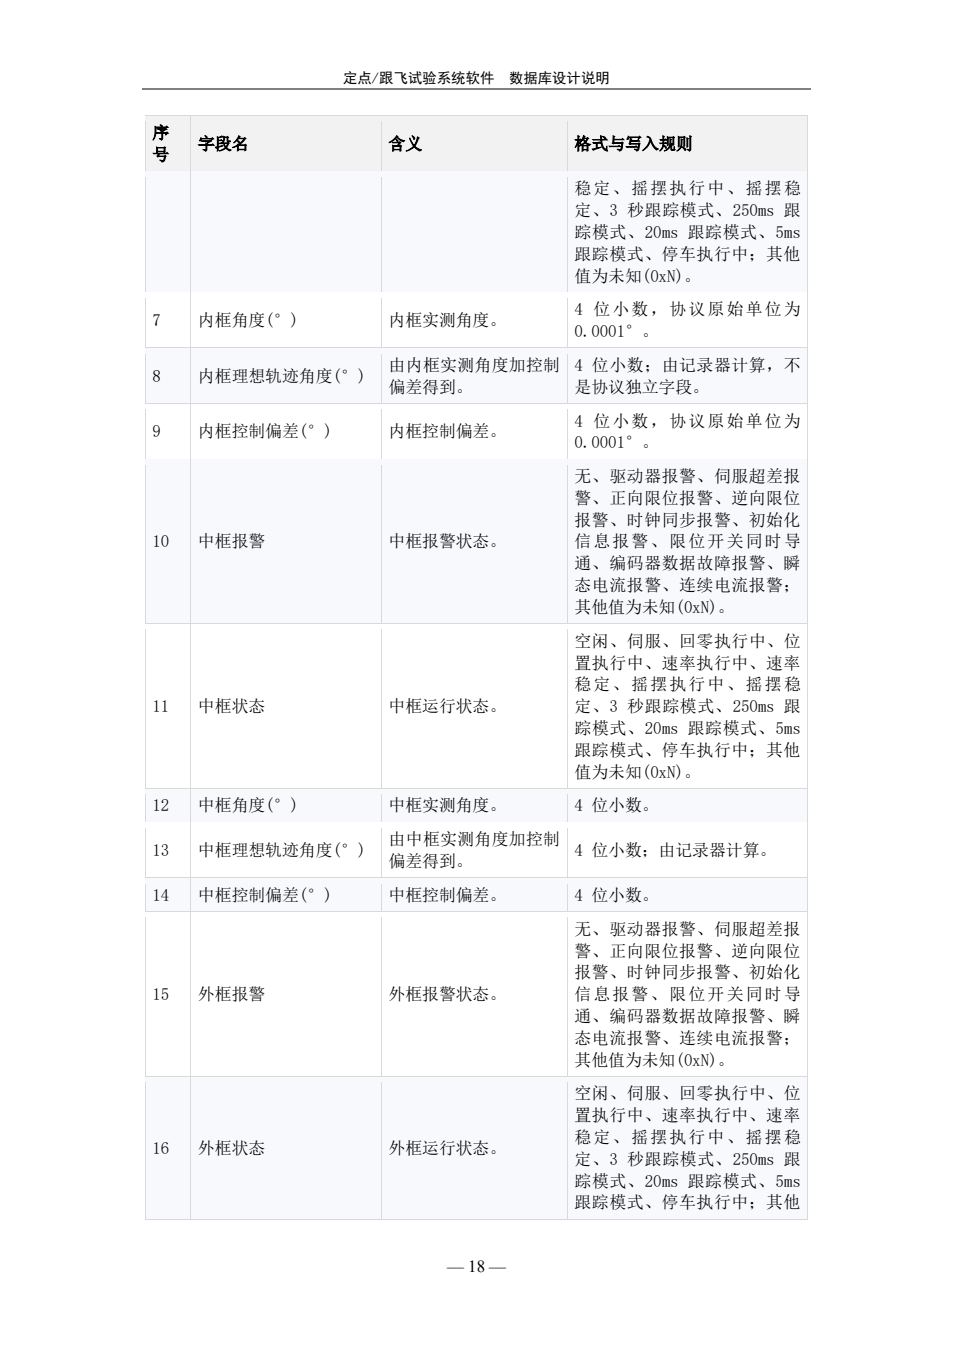 定点/跟飞试验系统软件　数据库设计说明
序
号
字段名
含义
格式与写入规则
稳定、摇摆执行中、摇摆稳
定、3 秒跟踪模式、250ms 跟
踪模式、20ms 跟踪模式、5ms
跟踪模式、停车执行中；其他
值为未知(0xN)。
7
内框角度(°)
内框实测角度。
4 位小数，协议原始单位为
0.0001°。
8
内框理想轨迹角度(°)
由内框实测角度加控制
偏差得到。
4 位小数；由记录器计算，不
是协议独立字段。
9
内框控制偏差(°)
内框控制偏差。
4 位小数，协议原始单位为
0.0001°。
10
中框报警
中框报警状态。
无、驱动器报警、伺服超差报
警、正向限位报警、逆向限位
报警、时钟同步报警、初始化
信息报警、限位开关同时导
通、编码器数据故障报警、瞬
态电流报警、连续电流报警；
其他值为未知(0xN)。
11
中框状态
中框运行状态。
空闲、伺服、回零执行中、位
置执行中、速率执行中、速率
稳定、摇摆执行中、摇摆稳
定、3 秒跟踪模式、250ms 跟
踪模式、20ms 跟踪模式、5ms
跟踪模式、停车执行中；其他
值为未知(0xN)。
12
中框角度(°)
中框实测角度。
4 位小数。
13
中框理想轨迹角度(°)
由中框实测角度加控制
偏差得到。
4 位小数；由记录器计算。
14
中框控制偏差(°)
中框控制偏差。
4 位小数。
15
外框报警
外框报警状态。
无、驱动器报警、伺服超差报
警、正向限位报警、逆向限位
报警、时钟同步报警、初始化
信息报警、限位开关同时导
通、编码器数据故障报警、瞬
态电流报警、连续电流报警；
其他值为未知(0xN)。
16
外框状态
外框运行状态。
空闲、伺服、回零执行中、位
置执行中、速率执行中、速率
稳定、摇摆执行中、摇摆稳
定、3 秒跟踪模式、250ms 跟
踪模式、20ms 跟踪模式、5ms
跟踪模式、停车执行中；其他
— 18 —